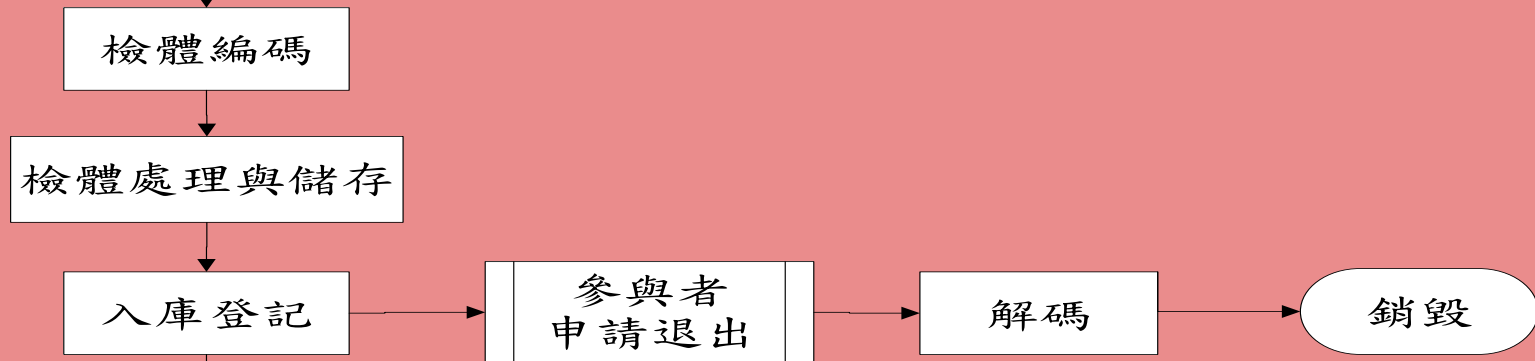 檢體編碼
檢體處理與儲存
入庫登記
參與者
申請退出
解碼
銷毀